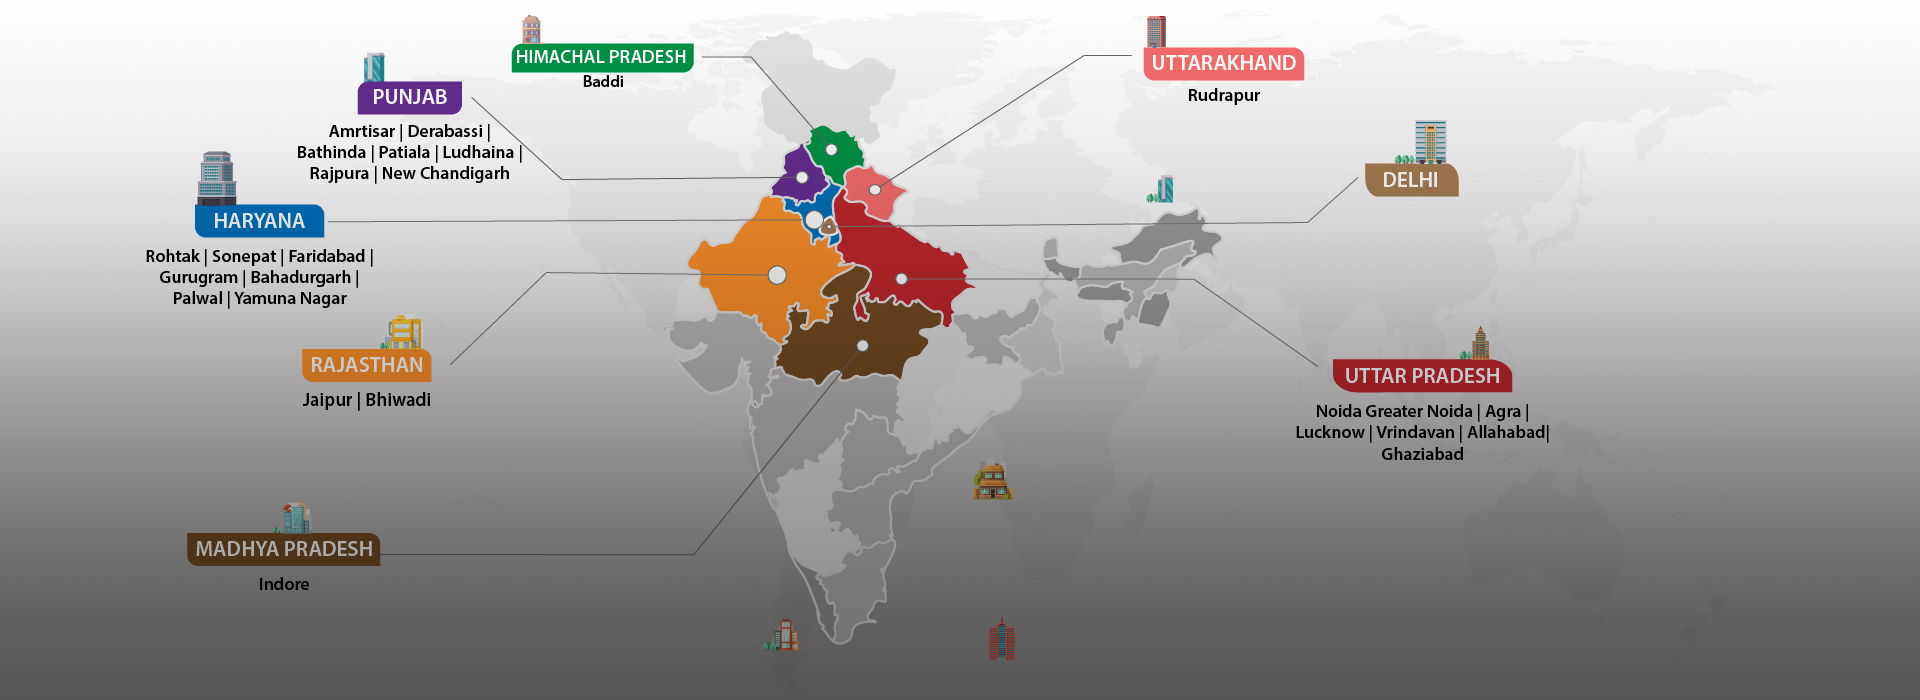 HIMACHAL PRADESH
Baddi
UTTARAKHAND
Rudrapur
PUNJAB
Amrtisar | Derabassi |
Bathinda | Patiala | Ludhaina |
Rajpura | New Chandigarh
DELHI
HARYANA
Rohtak | Sonepat | Faridabad |
Gurugram | Bahadurgarh |
Palwal | Yamuna Nagar
RAJASTHAN
Jaipur | Bhiwadi
UTTAR PRADESH
Noida Greater Noida | Agra |
Lucknow | Vrindavan | Allahabad|
Ghaziabad
MADHYA PRADESH
Indore